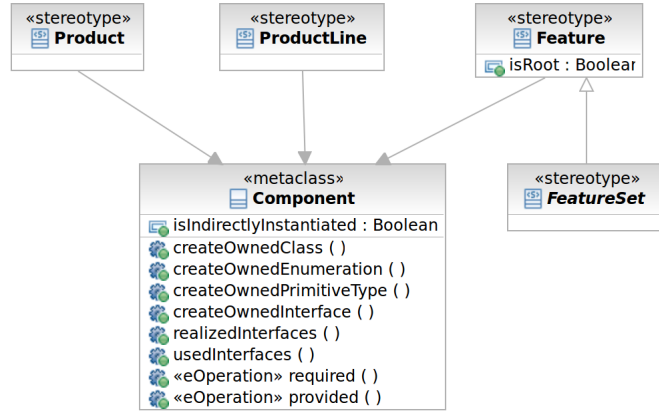 «stereotype»
Product
«stereotype»
ProductLine
«stereotype»
Feature
isRoot : Boolear
«metaclass»
Component
isIndirectlyInstantiated : Boolean
createOwnedClass ( )
createOwnedEnumeration ( )
createOwnedPrimitiveType ( )
createOwnedInterface ( )
realizedInterfaces ( )
usedInterfaces ( )
«eOperation» required ( )
«eOperation» provided ( )
«stereotype»
FeatureSet